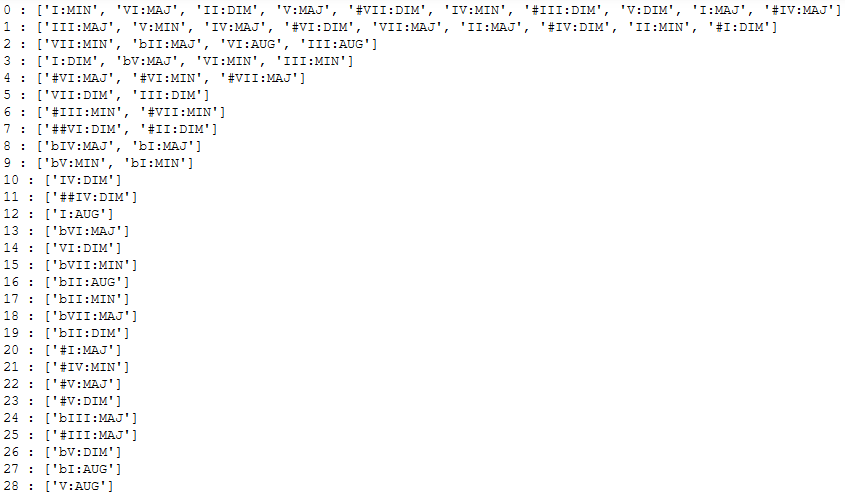 0 : ['I:MIN', 'VI:MAJ', 'II:DIM', 'V:MAJ', '#VII:DIM', 'IV:MIN', '#III:DIM', 'V:DIM', 'I:MAJ', '#IV:MAJ']
1 : ['III:MAJ', 'V:MIN', 'IV:MAJ', '#VI:DIM', 'VII:MAJ', 'II:MAJ', '#IV:DIM', 'II:MIN', '#I:DIM']
2 : ['VII:MIN', 'bII:MAJ', 'VI:AUG', 'III:AUG']
3 : ['I:DIM', 'bV:MAJ', 'VI:MIN', 'III:MIN']
4 : ['#VI:MAJ', '#VI:MIN', '#VII:MAJ']
5 : ['VII:DIM', 'III:DIM']
6 : ['#III:MIN', '#VII:MIN']
7 : ['##VI:DIM', '#II:DIM']
8 : ['bIV:MAJ', 'bI:MAJ']
9 : ['bV:MIN', 'bI:MIN']
10 : ['IV:DIM']
11 : ['##IV:DIM']
12 : ['I:AUG']
13 : ['bVI:MAJ']
14 : ['VI:DIM']
15 : ['bVII:MIN']
16 : ['bII:AUG']
17 : ['bII:MIN']
18 : ['bVII:MAJ']
19 : ['bII:DIM']
20 : ['#I:MAJ']
21 : ['#IV:MIN']
22 : ['#V:MAJ']
23 : ['#V:DIM']
24 : ['bIII:MAJ']
25 : ['#III:MAJ']
26 : ['bV:DIM']
27 : ['bI:AUG']
28 : ['V:AUG']